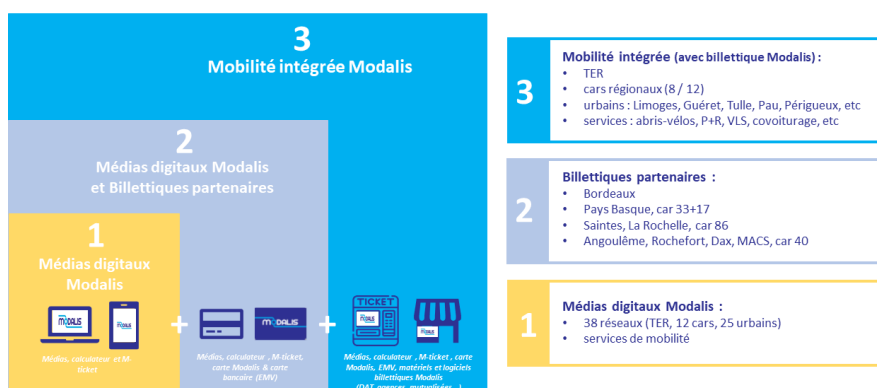 3
Mobilité intégrée Modalis
2
Médias digitaux Modalis
et Billettiques partenaires
1
Médias digitaux
Modalis
MODALIS
MODALIS
+
MODALIS
+
TICKET
Médias, calculateur et M-
ticket
Médias, calculateur , M-ticket,
carte Modalis & carte
bancaire (EMV)
Médias, calculateur , M-ticket , carte
Modalis, EMV, matériels et logiciels
billettiques Modalis
(DAT, agences mutualisées...)
3
Mobilité intégrée (avec billettique Modalis) :
• TER
• cars régionaux (8 / 12)
• urbains : Limoges, Guéret, Tulle, Pau, Périgueux, etc
• services : abris-vélos, P+R, VLS, covoiturage, etc
2
Billettiques partenaires :
• Bordeaux
• Pays Basque, car 33+17
• Saintes, La Rochelle, car 86
• Angoulême, Rochefort, Dax, MACS, car 40
1
Médias digitaux Modalis :
• 38 réseaux (TER, 12 cars, 25 urbains)
• services de mobilité